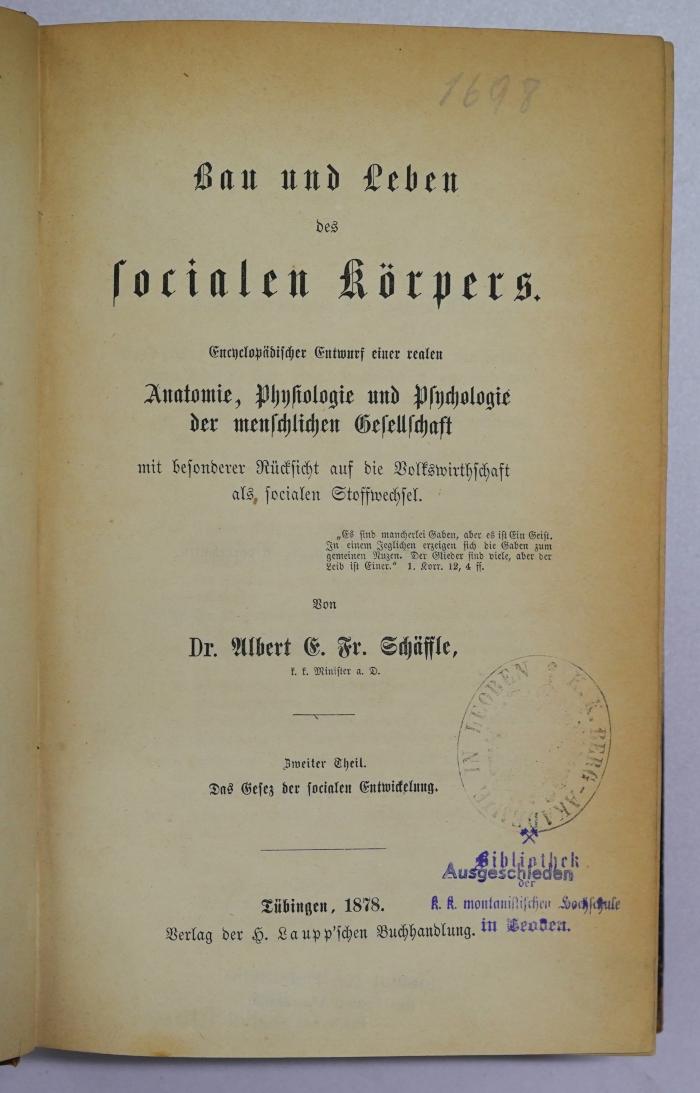 1698
Bau und Leben
des
socialen Körpers.
Encyclopädischer Entwurf einer realen
Anatomie, Physiologie und Psychologie
der menschlichen Gesellschaft
mit besonderer Rücksicht auf die Volkswirthschaft
als socialen Stoffwechsel.
„Es sind mancherlei Gaben, aber es ist Ein Geist.
In einem Jeglichen erzeigen sich die Gaben zum
gemeinen Nuzen. Der Glieder sind viele, aber der
Leib ist Einer.“ 1. Korr. 12, 4 ff.
Von
Dr. Albert E. Fr. Schäffle,
k. k. Minister a. D.
K. K. BERG-AKADEMIE IN LEOBEN
Zweiter Theil.
Das Gesez der socialen Entwickelung.
Bibliothek
Ausgeschieden
der
k. k. montanistischen Hochschule
in Leoben.
Tübingen, 1878.
Verlag der H. Laupp'schen Buchhandlung.